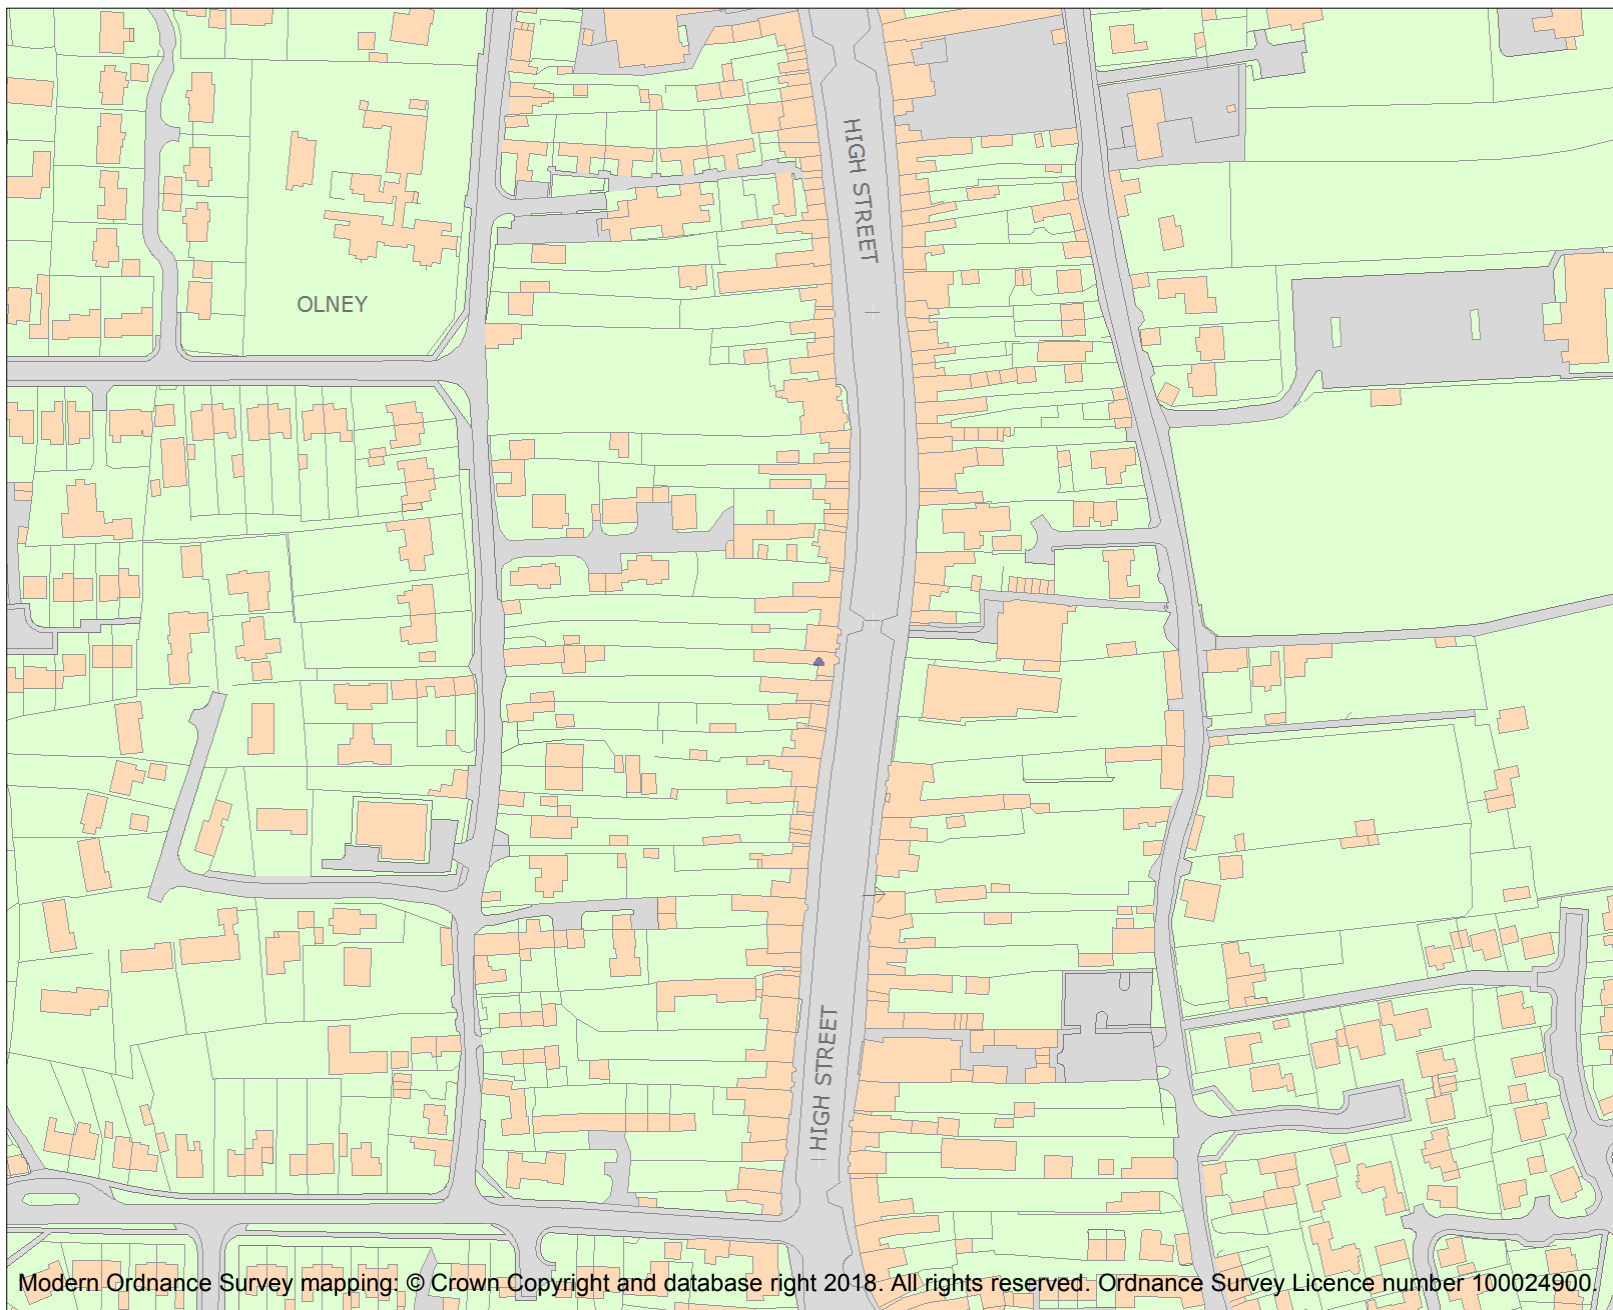 HIGH STREET
OLNEY
HIGH STREET
Modern Ordnance Survey mapping: © Crown Copyright and database right 2018. All rights reserved. Ordnance Survey Licence number 100024900.